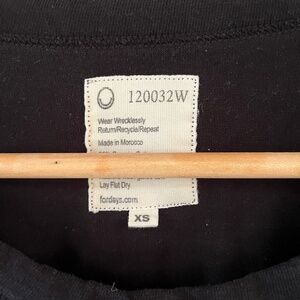 120032W
Wear Wrecklessly
Return/Recycle/Repeat
Made in Morocco
Lay Flat Dry
fordays.com
XS